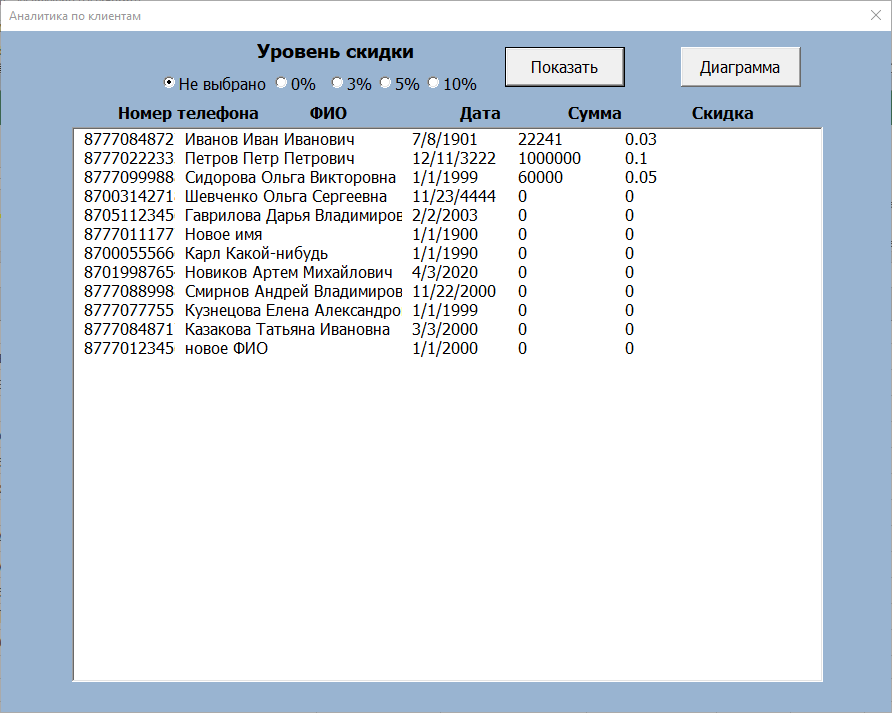 Аналитика по клиентам
Уровень скидки
Не выбрано 0% 3% 5% 10%
Показать
Диаграмма
Номер телефона ФИО Дата Сумма Скидка
8777084872 Иванов Иван Иванович 7/8/1901 22241 0.03
8777022233 Петров Петр Петрович 12/11/3222 1000000 0.1
8777099988 Сидорова Ольга Викторовна 1/1/1999 60000 0.05
8700314271 Шевченко Ольга Сергеевна 11/23/4444 0 0
8705112345 Гаврилова Дарья Владимиров 2/2/2003 0 0
8777011177 Новое имя 1/1/1900 0 0
8700055566 Карл Какой-нибудь 1/1/1990 0 0
8701998765 Новиков Артем Михайлович 4/3/2020 0 0
8777088998 Смирнов Андрей Владимиров 11/22/2000 0 0
8777077755 Кузнецова Елена Александро 1/1/1999 0 0
8777084871 Казакова Татьяна Ивановна 3/3/2000 0 0
8777012345 новое ФИО 1/1/2000 0 0